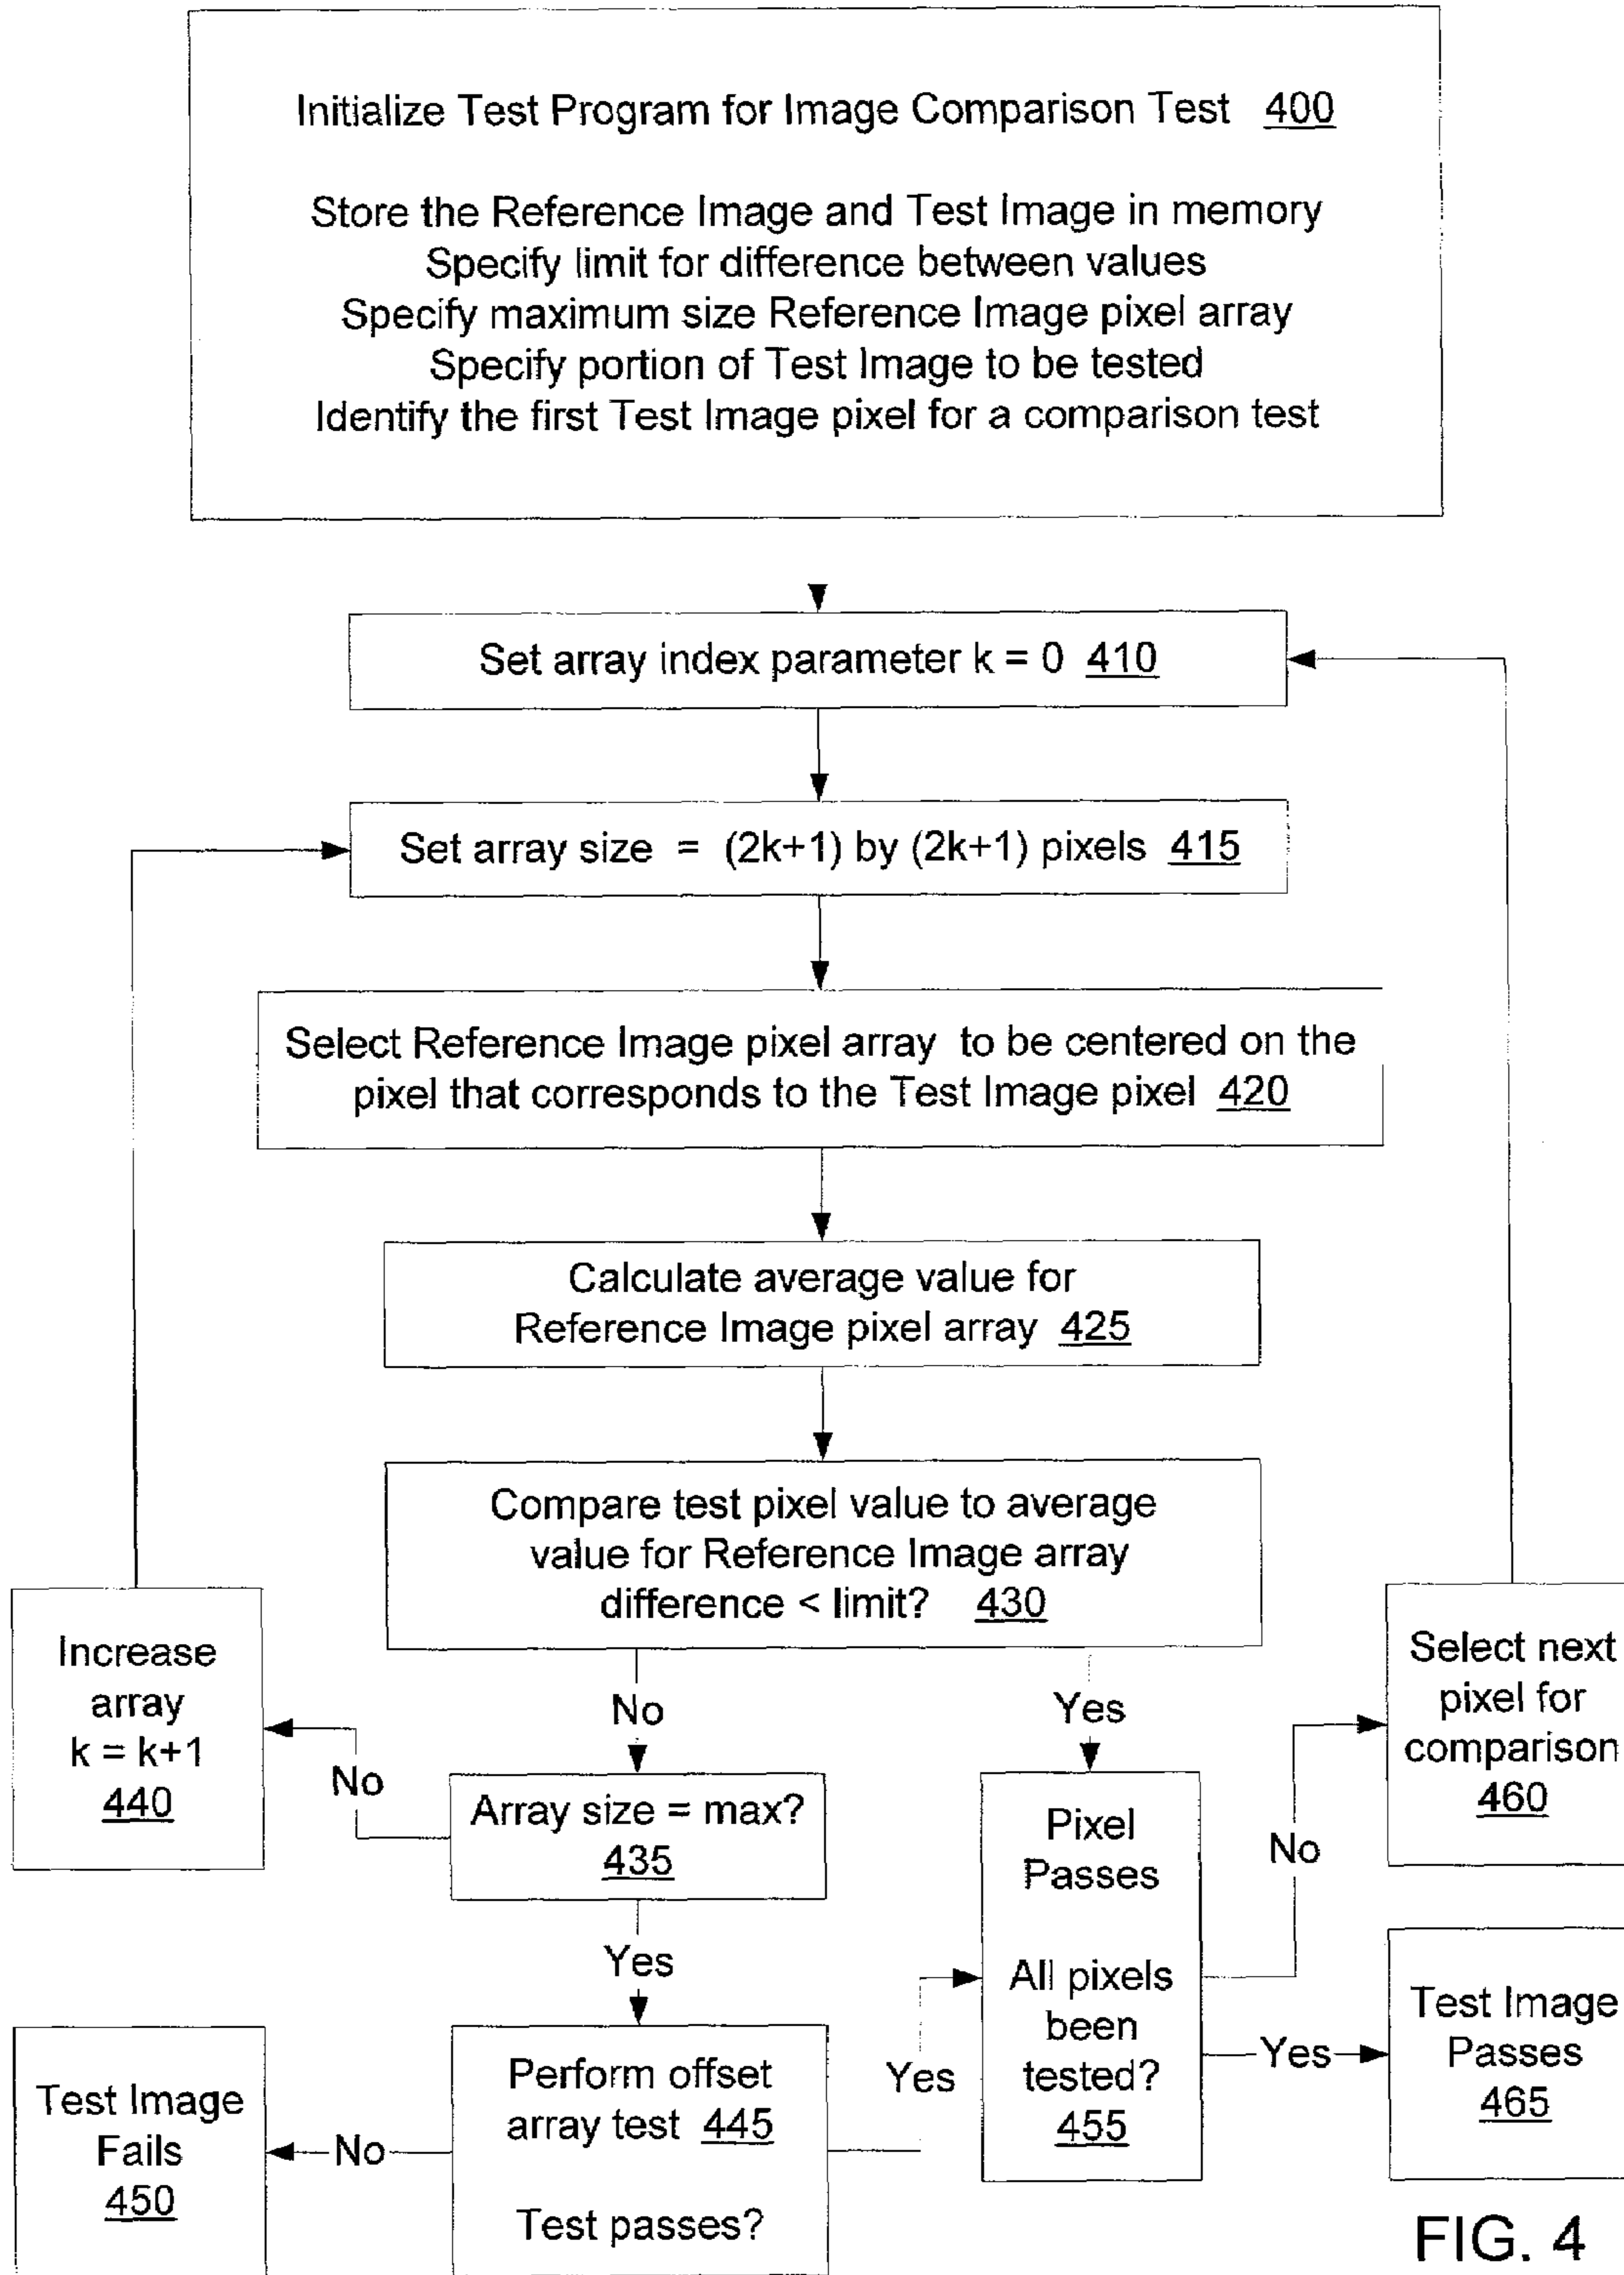 Initialize Test Program for Image Comparison Test 400
Store the Reference Image and Test Image in memory
Specify limit for difference between values
Specify maximum size Reference Image pixel array
Specify portion of Test Image to be tested
Identify the first Test Image pixel for a comparison test
Set array index parameter k = 0 410
Set array size = (2k+1) by (2k+1) pixels 415
Select Reference Image pixel array to be centered on the
pixel that corresponds to the Test Image pixel 420
Calculate average value for
Reference Image pixel array 425
Compare test pixel value to average
value for Reference Image array
difference < limit? 430
Increase
array
k = k+1
440
No
No
Array size = max?
435
Yes
Yes
Pixel
Passes
All pixels
been
tested?
455
No
Select next
pixel for
comparison
460
Yes
Test Image
Passes
465
Perform offset
array test 445
Test passes?
Yes
No
Test Image
Fails
450
FIG. 4